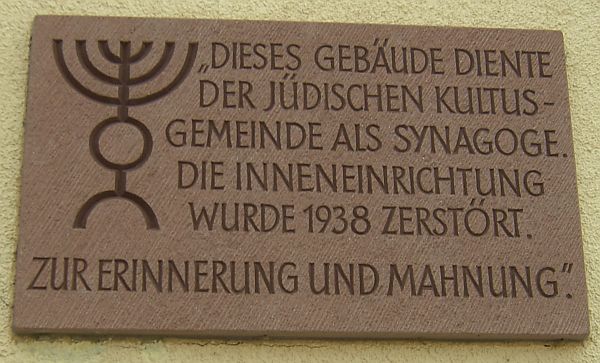 „DIESES GEBÄUDE DIENTE
DER JÜDISCHEN KULTUS-
GEMEINDE ALS SYNAGOGE.
DIE INNENEINRICHTUNG
WURDE 1938 ZERSTÖRT.
ZUR ERINNERUNG UND MAHNUNG”.